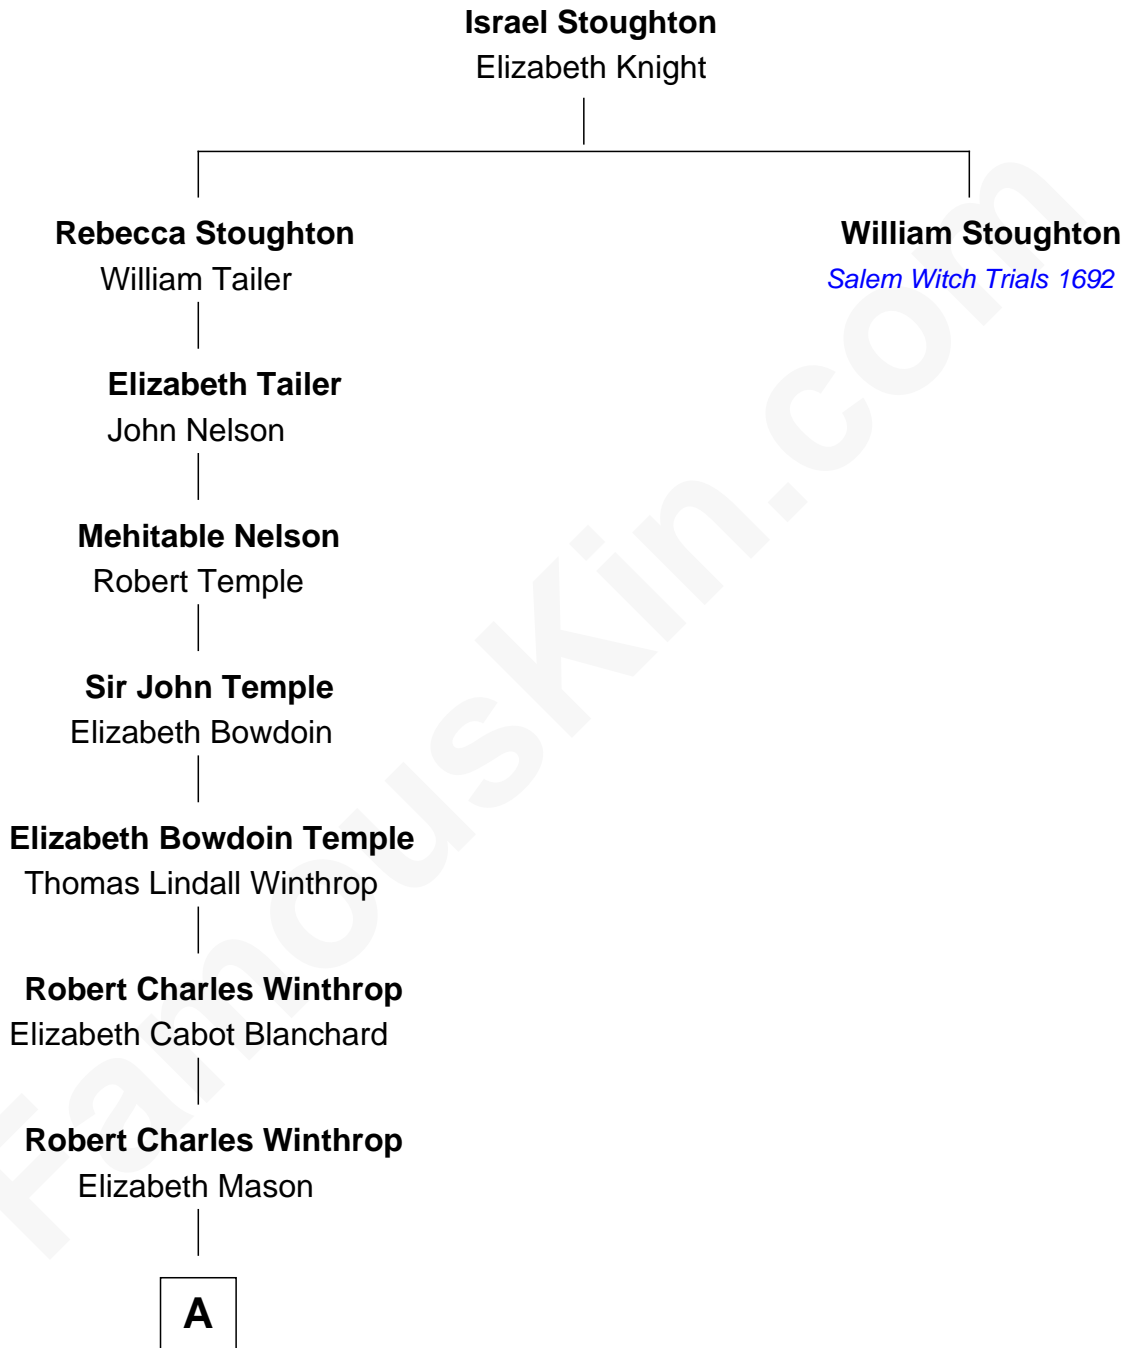 Israel Stoughton
Elizabeth Knight
Rebecca Stoughton
William Tailer
William Stoughton
Salem Witch Trials 1692
Elizabeth Tailer
John Nelson
Mehitable Nelson
Robert Temple
Sir John Temple
Elizabeth Bowdoin
Elizabeth Bowdoin Temple
Thomas Lindall Winthrop
Robert Charles Winthrop
Elizabeth Cabot Blanchard
Robert Charles Winthrop
Elizabeth Mason
A
FamousKin.com